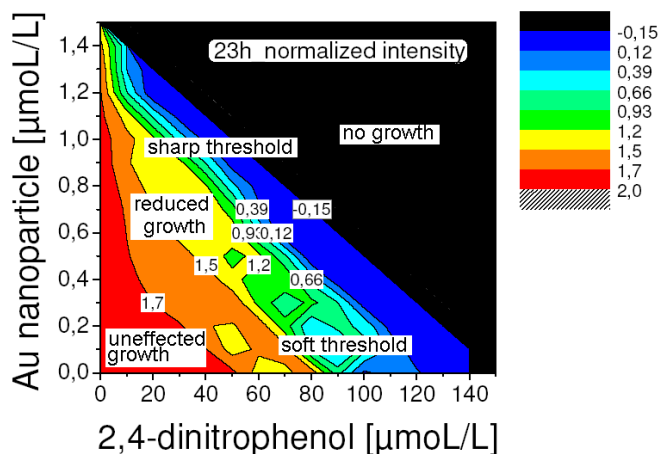 23h normalized intensity
no growth
sharp threshold
reduced
growth
0,39
-0,15
0,93
0,12
1,5
1,2
0,66
1,7
uneffected
growth
soft threshold
1,4
1,2
1,0
0,8
0,6
0,4
0,2
0,0
Au nanoparticle [µmoL/L]
0 20 40 60 80 100 120 140
2,4-dinitrophenol [µmoL/L]
-0,15
0,12
0,39
0,66
0,93
1,2
1,5
1,7
2,0